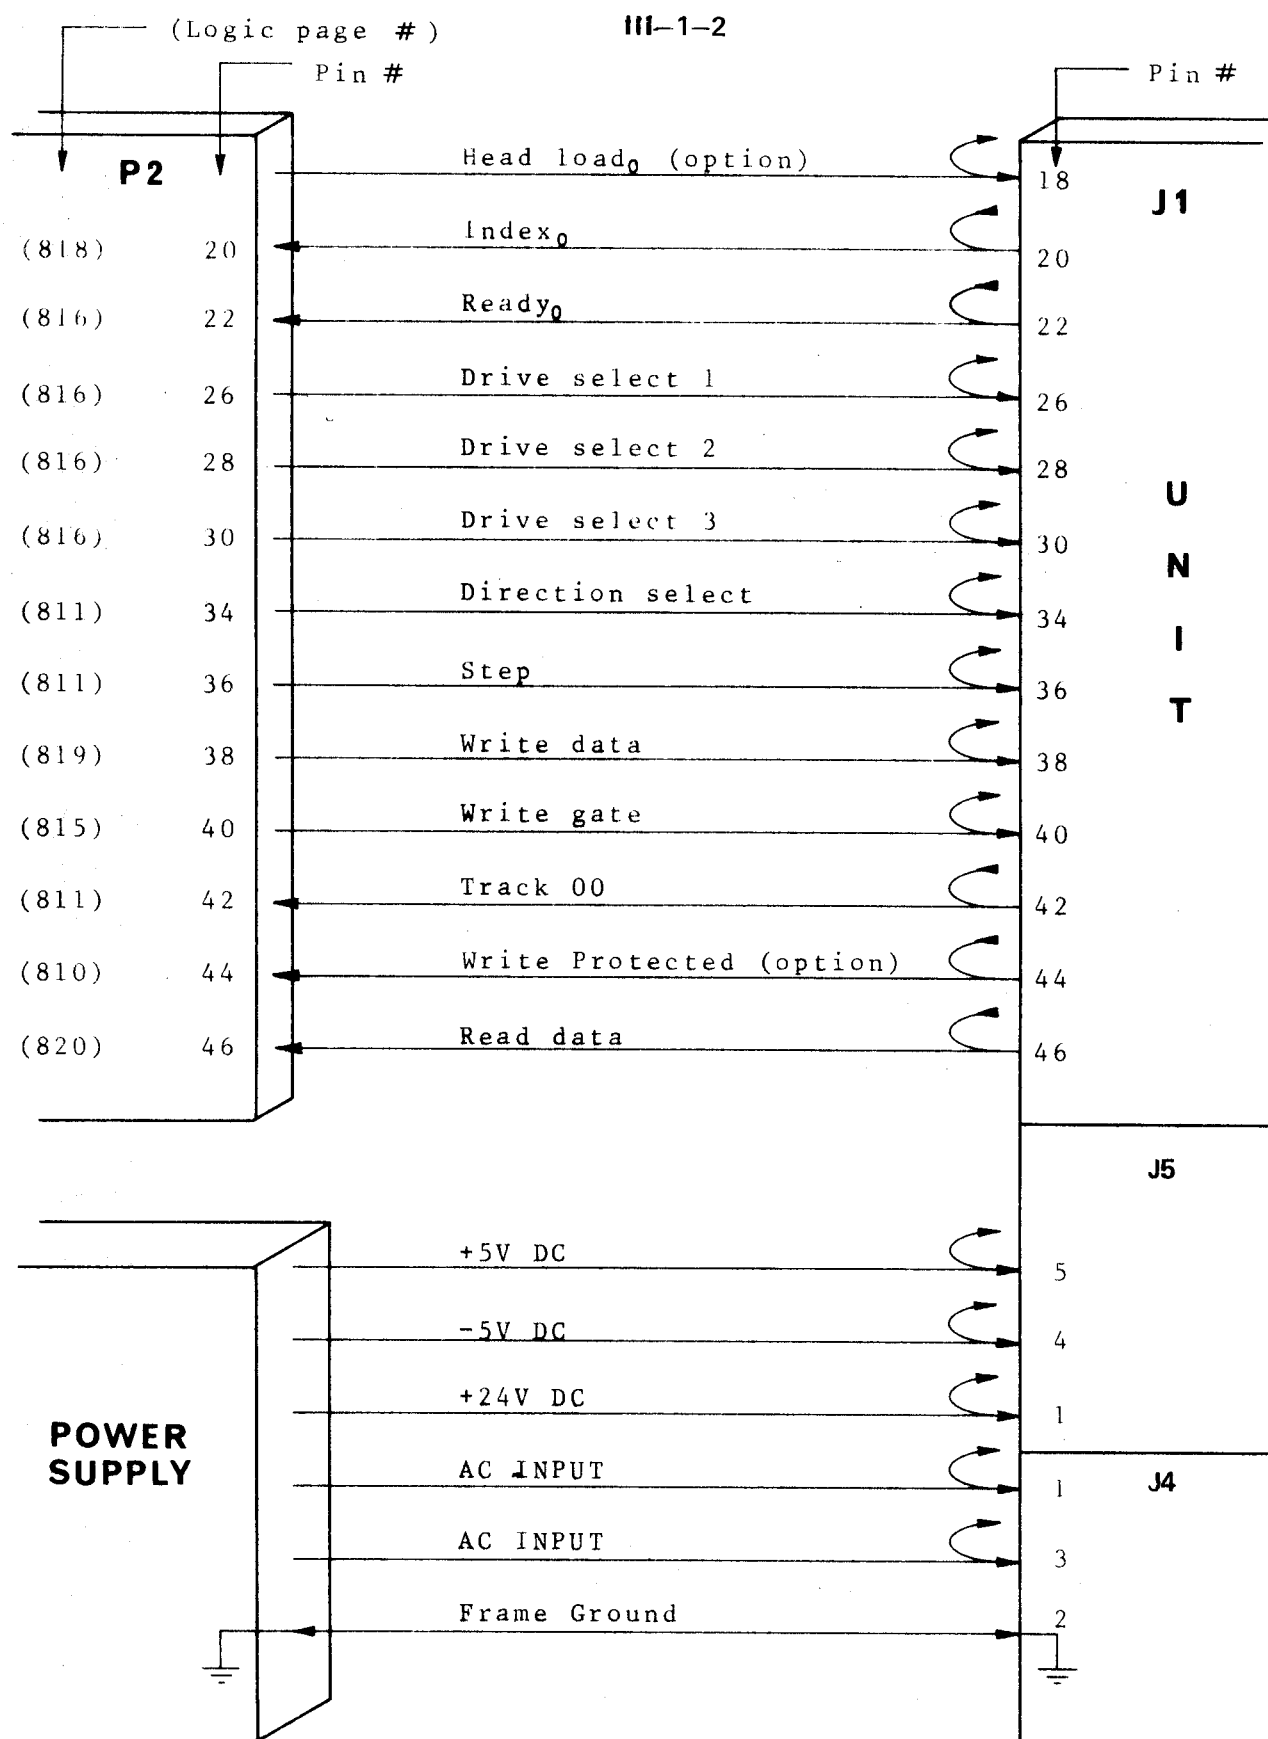 (Logic page #)
III-1-2
Pin #
Pin #
P2
Head load₀ (option)
18
J1
(818) 20 Index₀ 20
(816) 22 Ready₀ 22
(816) 26 Drive select 1 26
(816) 28 Drive select 2 28
(816) 30 Drive select 3 30
(811) 34 Direction select 34
(811) 36 Step 36
(819) 38 Write data 38
(815) 40 Write gate 40
(811) 42 Track 00 42
(810) 44 Write Protected (option) 44
(820) 46 Read data 46
UNIT
J5
+5V DC 5
-5V DC 4
+24V DC 1
POWER
SUPPLY
AC INPUT 1
J4
AC INPUT 3
Frame Ground 2